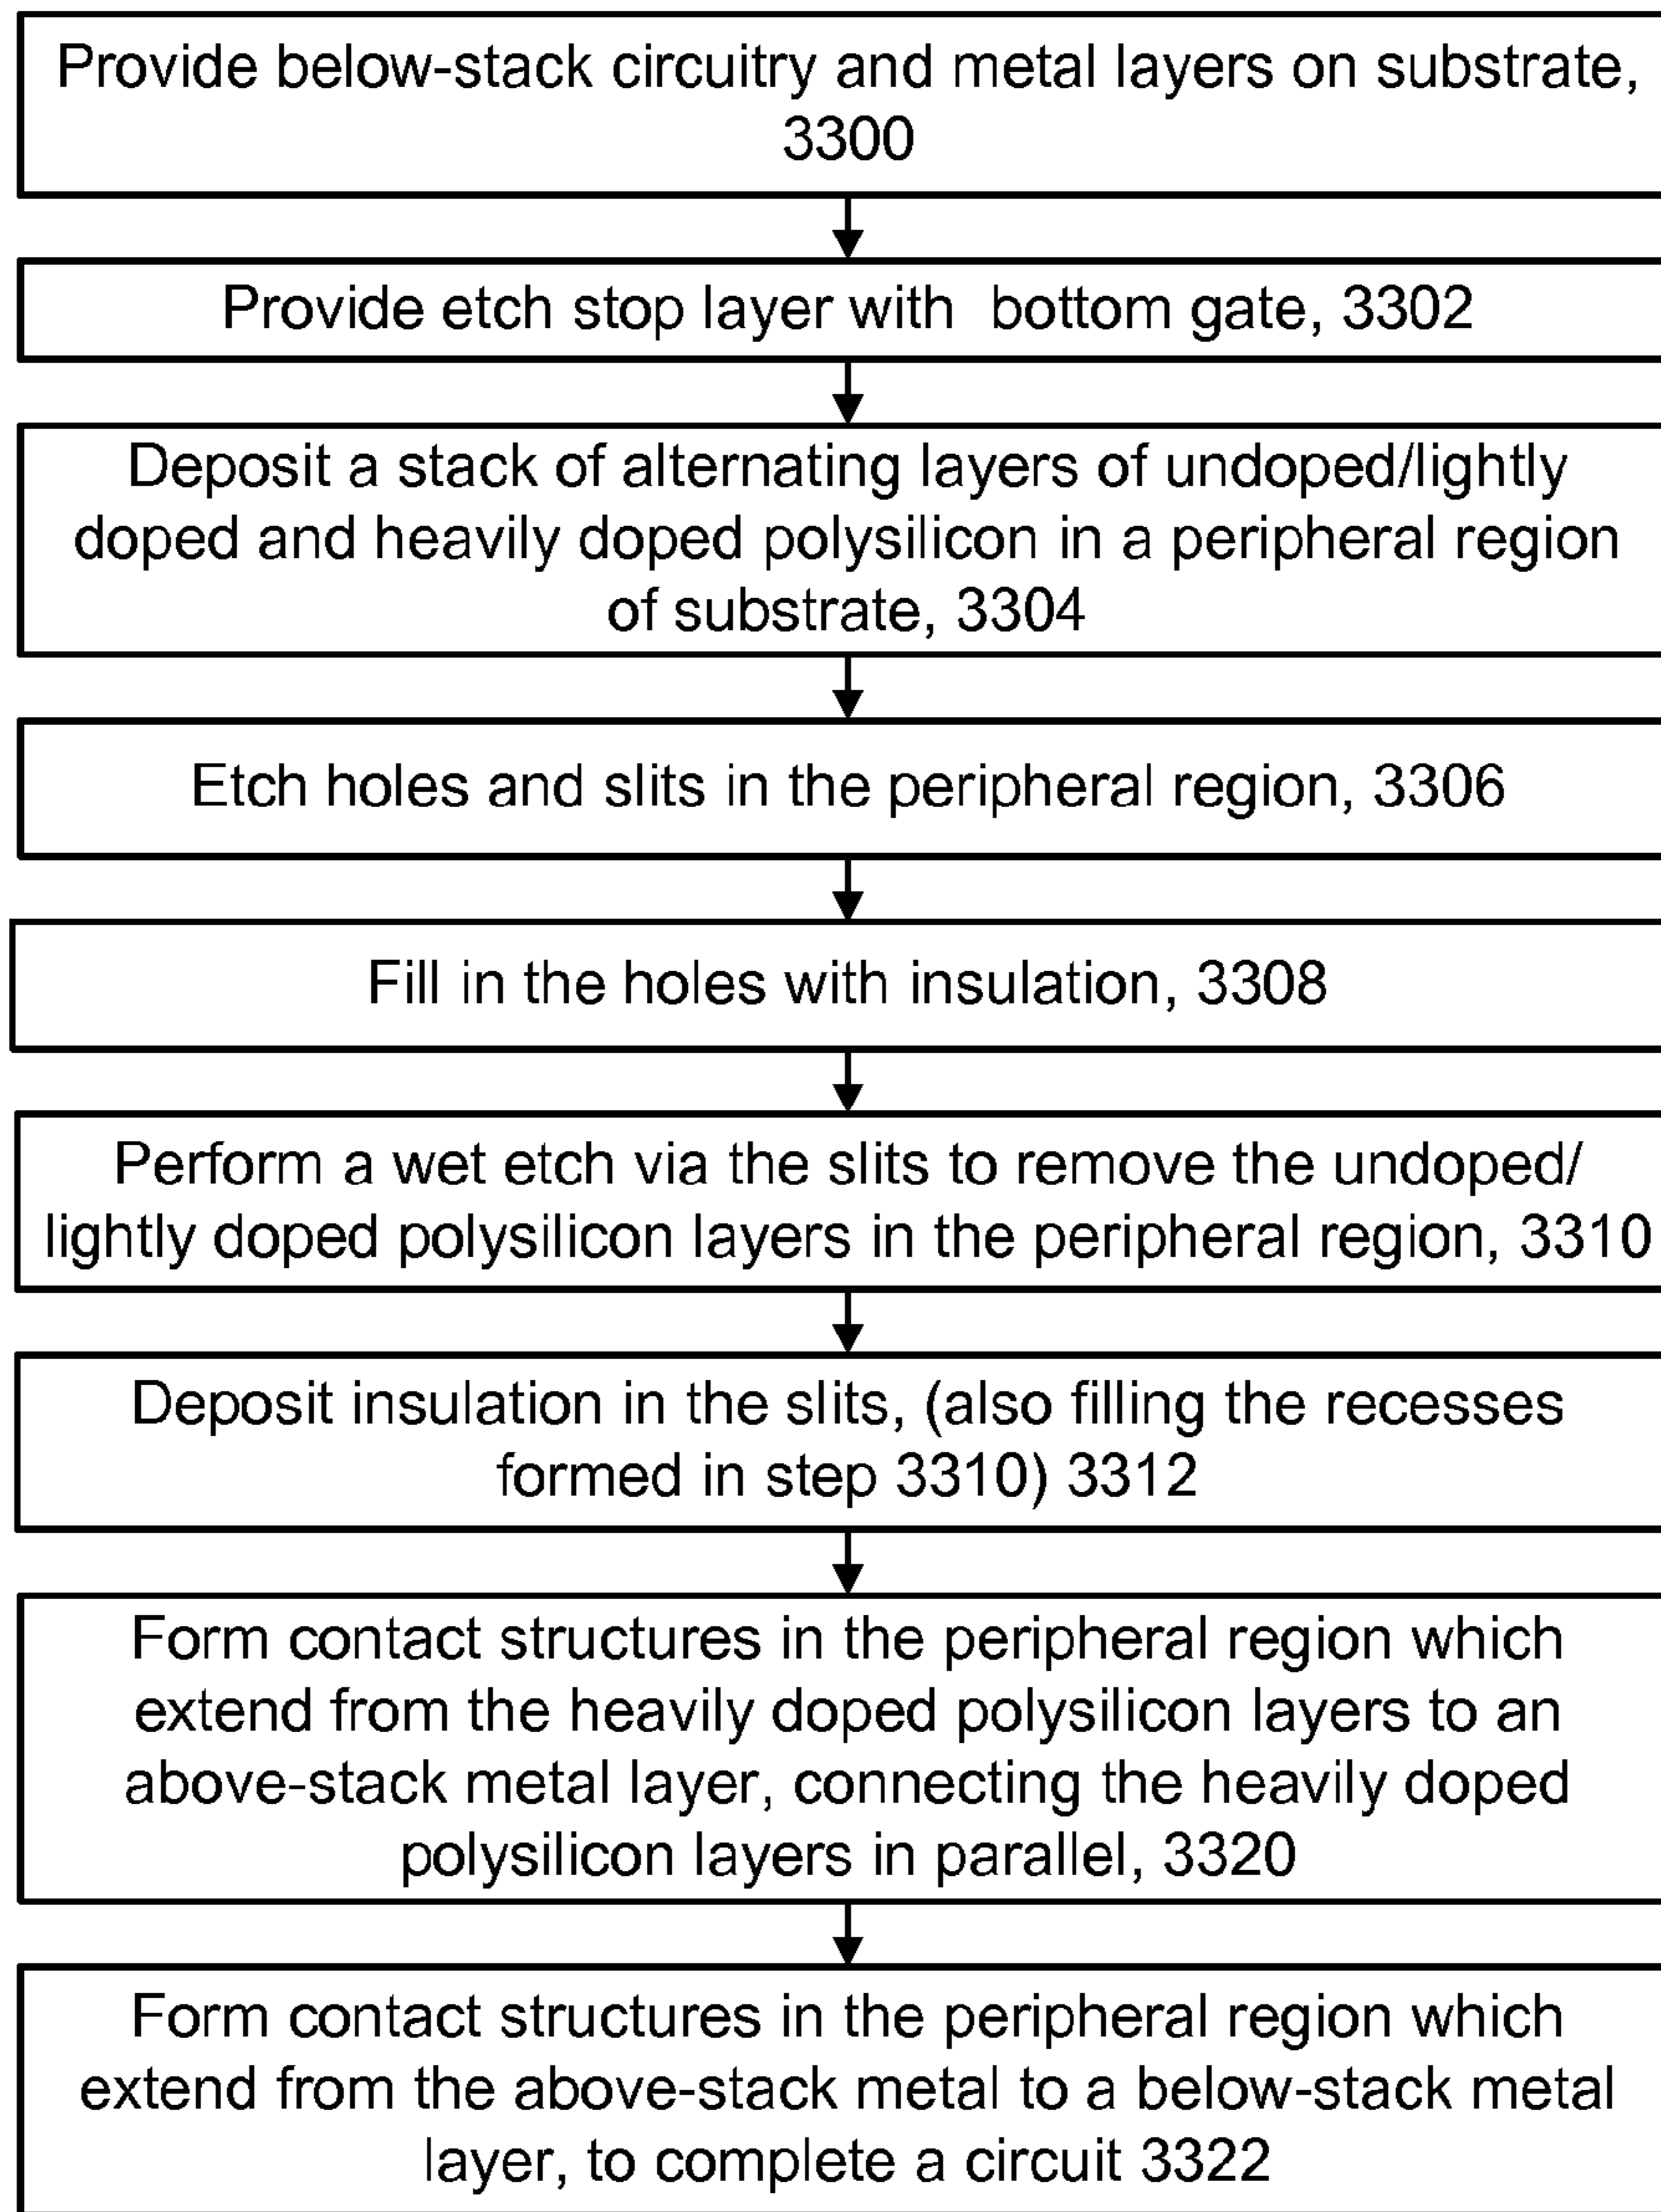 Provide below-stack circuitry and metal layers on substrate,
3300
Provide etch stop layer with bottom gate, 3302
Deposit a stack of alternating layers of undoped/lightly
doped and heavily doped polysilicon in a peripheral region
of substrate, 3304
Etch holes and slits in the peripheral region, 3306
Fill in the holes with insulation, 3308
Perform a wet etch via the slits to remove the undoped/
lightly doped polysilicon layers in the peripheral region, 3310
Deposit insulation in the slits, (also filling the recesses
formed in step 3310) 3312
Form contact structures in the peripheral region which
extend from the heavily doped polysilicon layers to an
above-stack metal layer, connecting the heavily doped
polysilicon layers in parallel, 3320
Form contact structures in the peripheral region which
extend from the above-stack metal to a below-stack metal
layer, to complete a circuit 3322